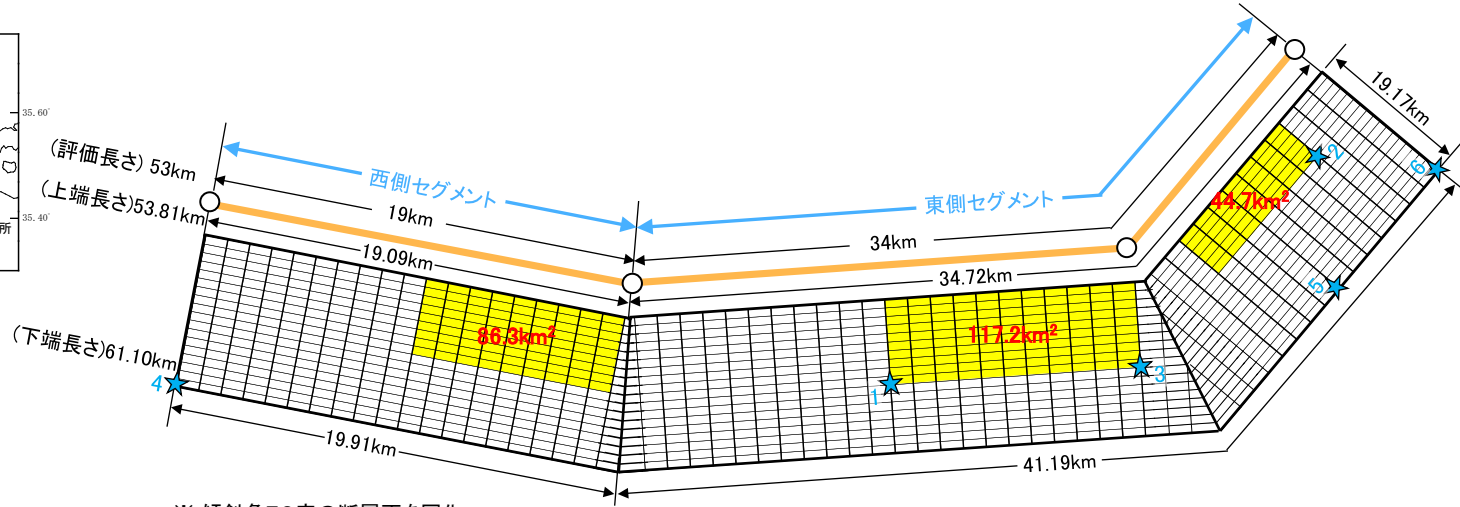 35.60°
35.40°
所
(評価長さ) 53km
(上端長さ)53.81km
(下端長さ)61.10km
西側セグメント
東側セグメント
19km
19.09km
34km
34.72km
19.17km
86.3km²
117.2km²
44.7km²
19.91km
41.19km
1
2
3
4
5
6